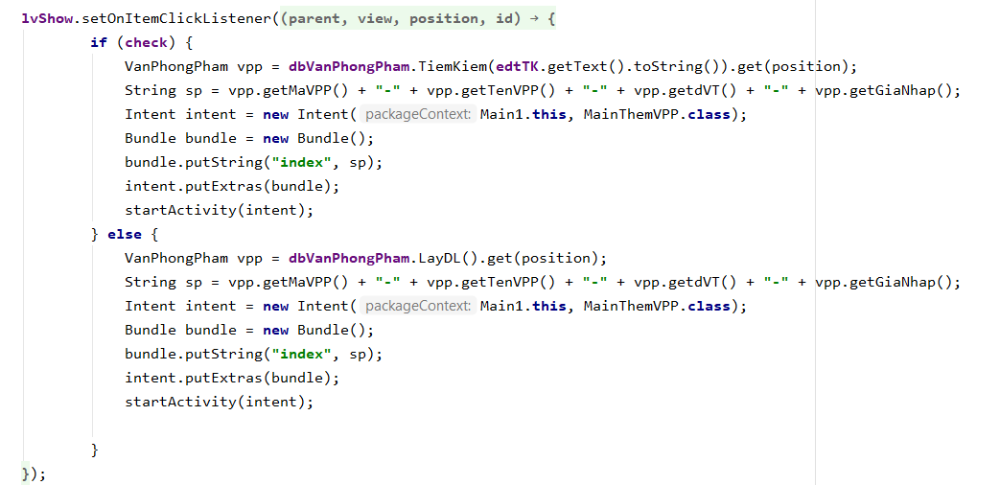 lvShow.setOnItemClickListener((parent, view, position, id) → {
if (check) {
VanPhongPham vpp = dbVanPhongPham.TiemKiem(edtTK.getText().toString()).get(position);
String sp = vpp.getMaVPP() + "-" + vpp.getTenVPP() + "-" + vpp.getdVT() + "-" + vpp.getGiaNhap();
Intent intent = new Intent( packageContext: Main1.this, MainThemVPP.class);
Bundle bundle = new Bundle();
bundle.putString("index", sp);
intent.putExtras(bundle);
startActivity(intent);
} else {
VanPhongPham vpp = dbVanPhongPham.LayDL().get(position);
String sp = vpp.getMaVPP() + "-" + vpp.getTenVPP() + "-" + vpp.getdVT() + "-" + vpp.getGiaNhap();
Intent intent = new Intent( packageContext: Main1.this, MainThemVPP.class);
Bundle bundle = new Bundle();
bundle.putString("index", sp);
intent.putExtras(bundle);
startActivity(intent);
}
});